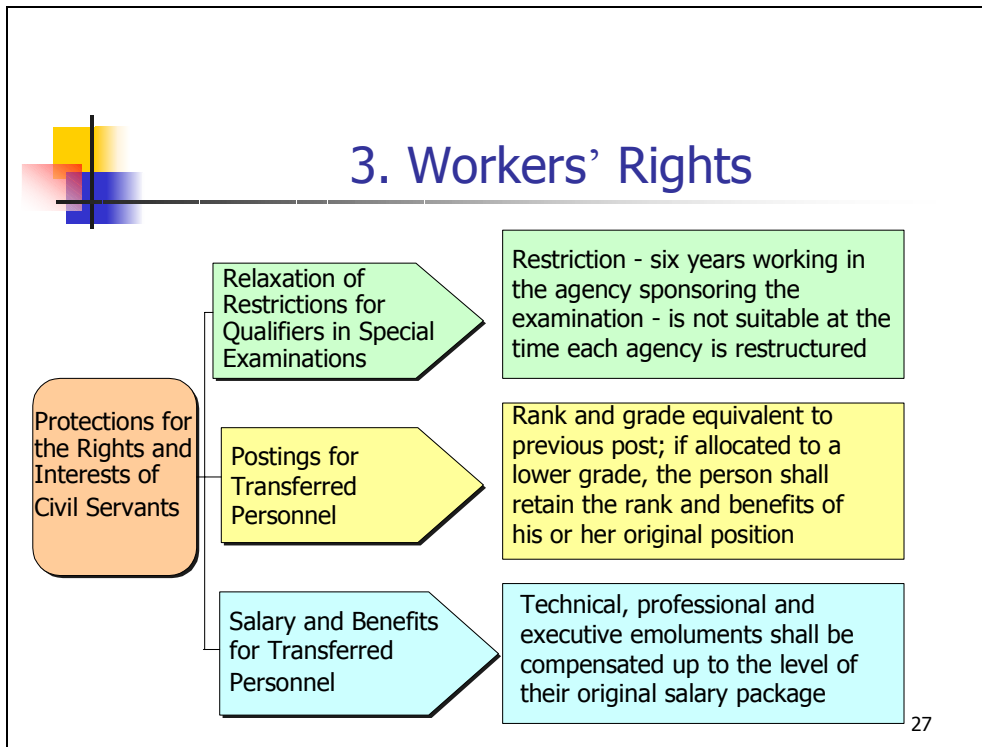 3. Workers’ Rights
Protections for
the Rights and
Interests of
Civil Servants
Relaxation of
Restrictions for
Qualifiers in Special
Examinations
Restriction - six years working in
the agency sponsoring the
examination - is not suitable at the
time each agency is restructured
Postings for
Transferred
Personnel
Rank and grade equivalent to
previous post; if allocated to a
lower grade, the person shall
retain the rank and benefits of
his or her original position
Salary and Benefits
for Transferred
Personnel
Technical, professional and
executive emoluments shall be
compensated up to the level of
their original salary package
27